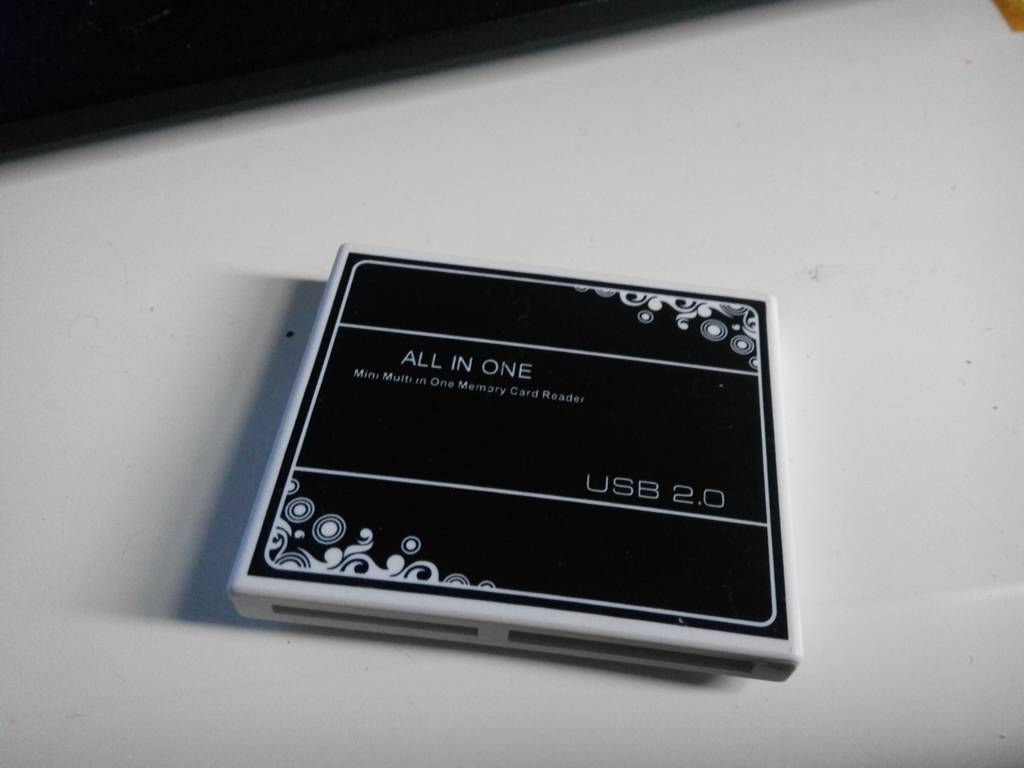 ALL IN ONE
Mini Multi in One Memory Card Reader
USB 2.0